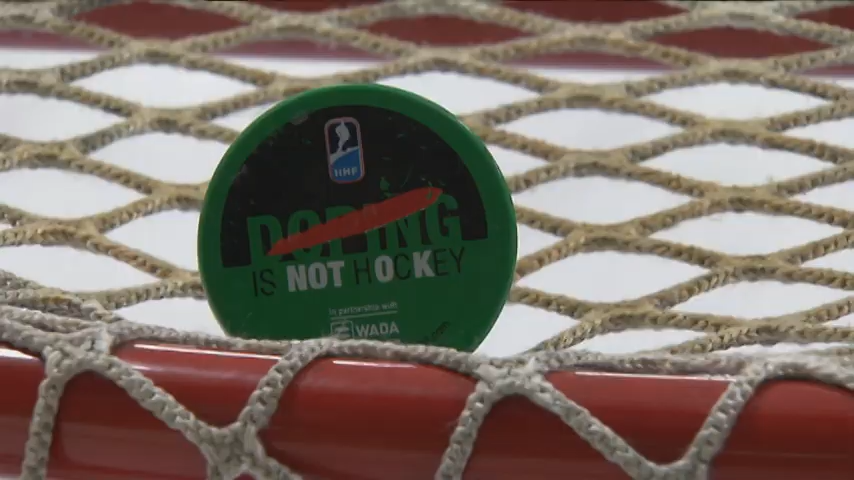 IIHF
DOPING
IS NOT HOCKEY
In partnership with
WADA